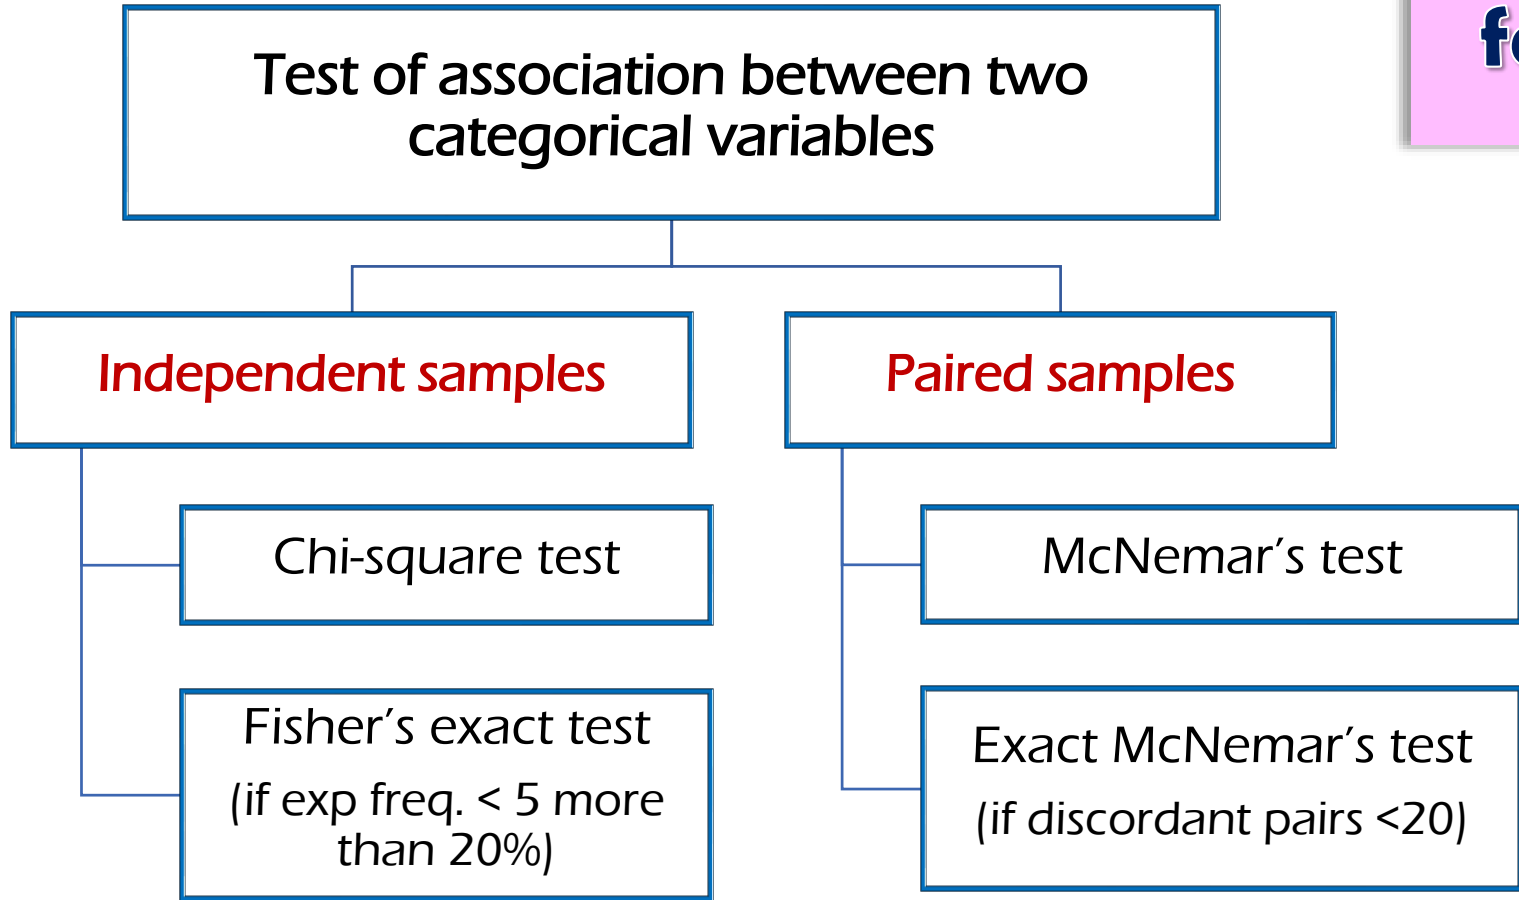 Test of association between two
categorical variables
Independent samples
Paired samples
Chi-square test
McNemar’s test
Fisher’s exact test
(if exp freq. < 5 more
than 20%)
Exact McNemar’s test
(if discordant pairs <20)